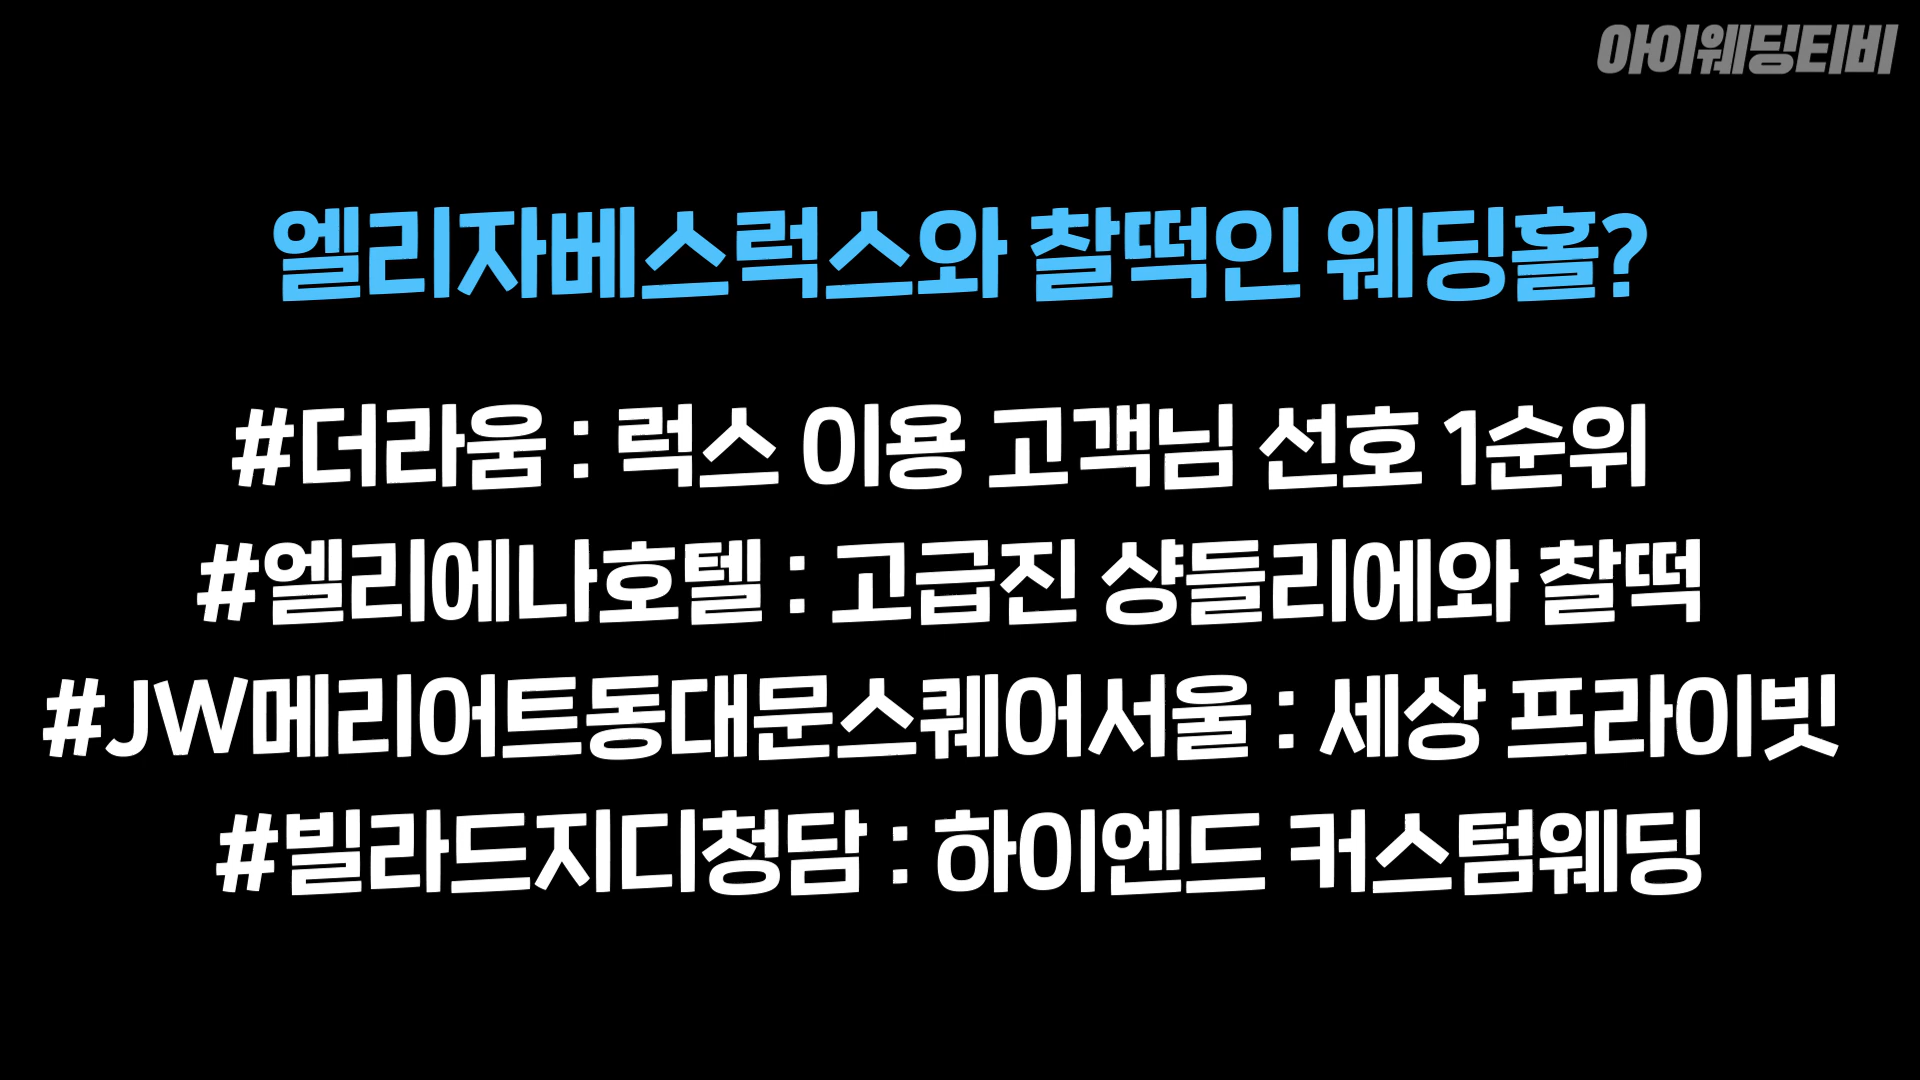 아이웨딩티비
엘리자베스럭스와 찰떡인 웨딩홀?
#더라움 : 럭스 이용 고객님 선호 1순위
#엘리에나호텔 : 고급진 샹들리에와 찰떡
#JW메리어트동대문스퀘어서울 : 세상 프라이빗
#빌라드지디청담 : 하이엔드 커스텀웨딩